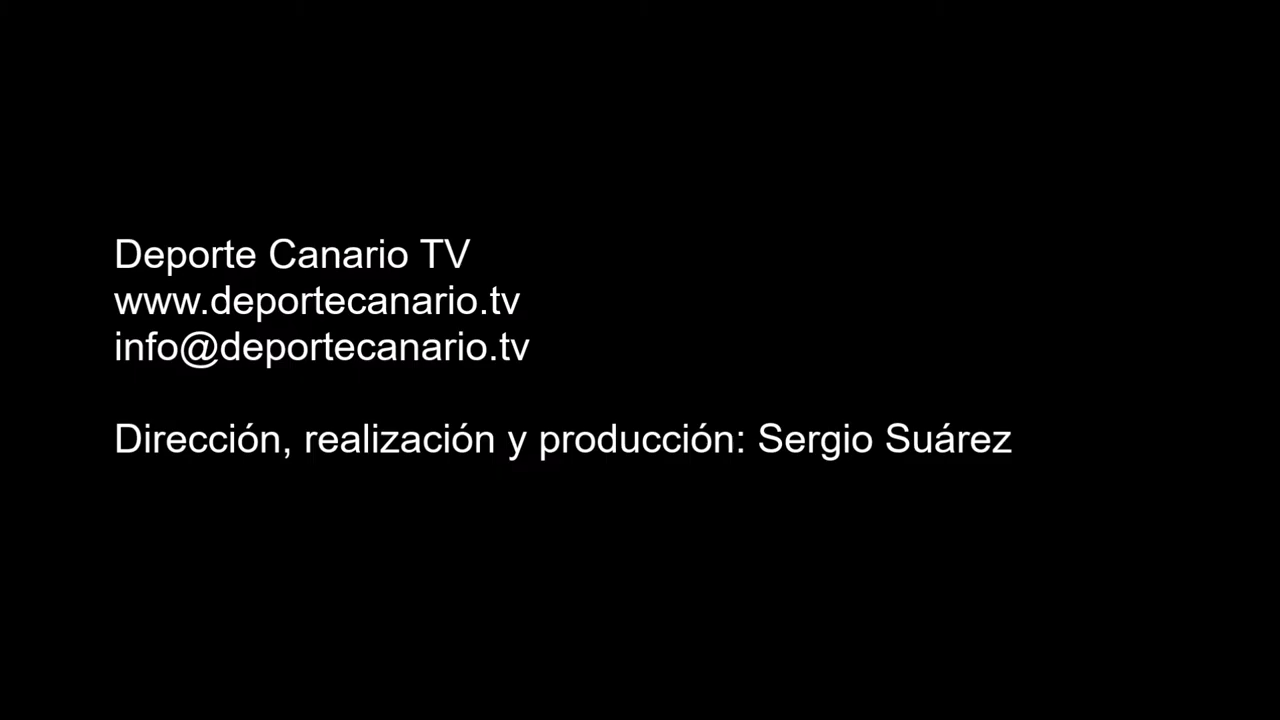 Deporte Canario TV
www.deportecanario.tv
info@deportecanario.tv
Dirección, realización y producción: Sergio Suárez